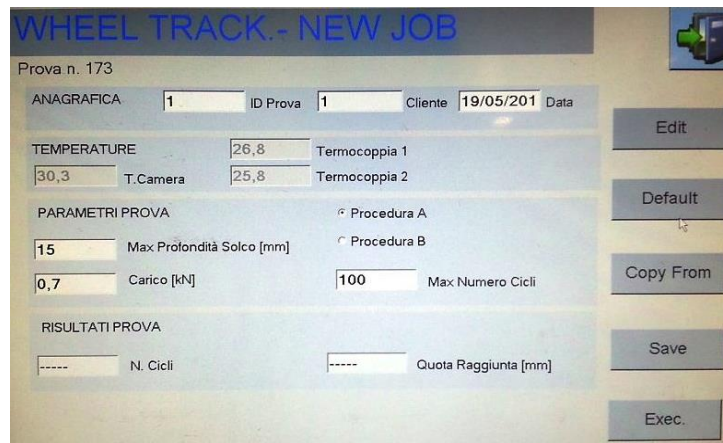 WHEEL TRACK.- NEW JOB
Prova n. 173
ANAGRAFICA 1 ID Prova 1 Cliente 19/05/201 Data
Edit
TEMPERATURE 26,8 Termocoppia 1
30,3 T.Camera 25,8 Termocoppia 2
Default
PARAMETRI PROVA Procedura A
15 Max Profondità Solco [mm] Procedura B
0,7 Carico [kN] 100 Max Numero Cicli
Copy From
RISULTATI PROVA
Save
----- N. Cicli ----- Quota Raggiunta [mm]
Exec.